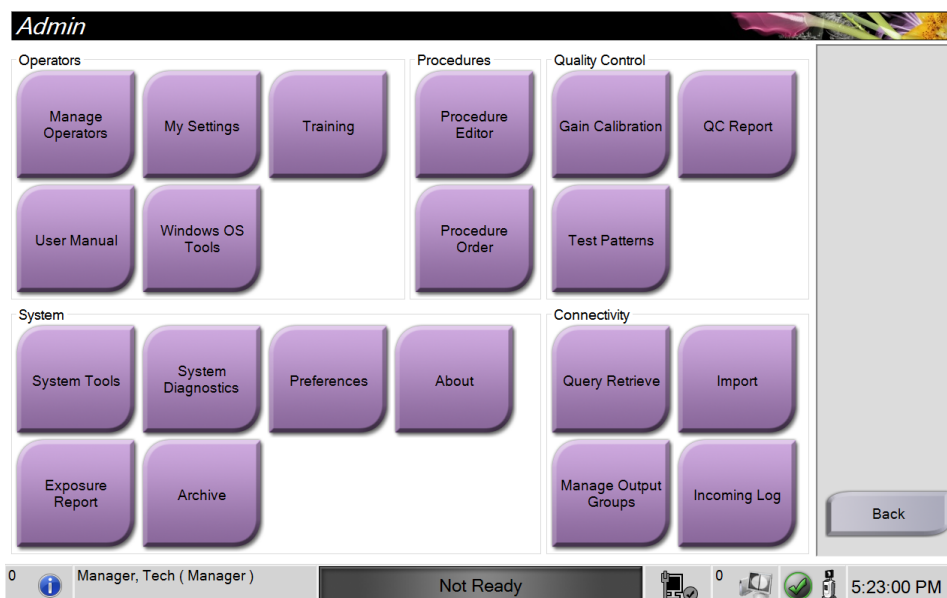 Admin
Operators
Manage
Operators
My Settings
Training
User Manual
Windows OS
Tools
Procedures
Procedure
Editor
Procedure
Order
Quality Control
Gain Calibration
QC Report
Test Patterns
System
System Tools
System
Diagnostics
Preferences
About
Exposure
Report
Archive
Connectivity
Query Retrieve
Import
Manage Output
Groups
Incoming Log
Back
0
Manager, Tech ( Manager )
Not Ready
0
5:23:00 PM